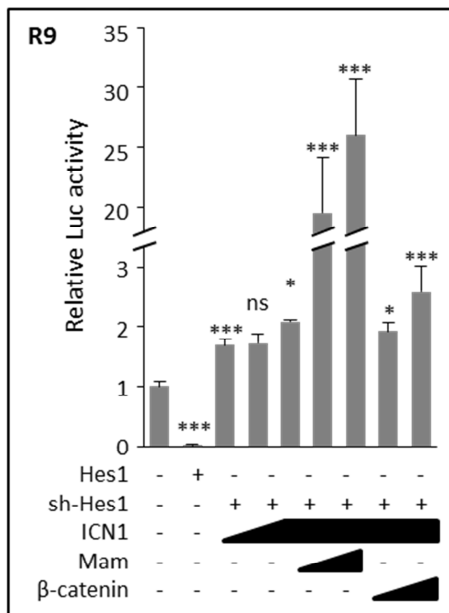 R9
35
30
25
20
3
2
1
0
Relative Luc activity
***
***
ns
*
***
***
*
***
Hes1 - + - - - - - -
sh-Hes1 - - + + + + + +
ICN1 - -
Mam - - - - - -
β-catenin - - - - - -